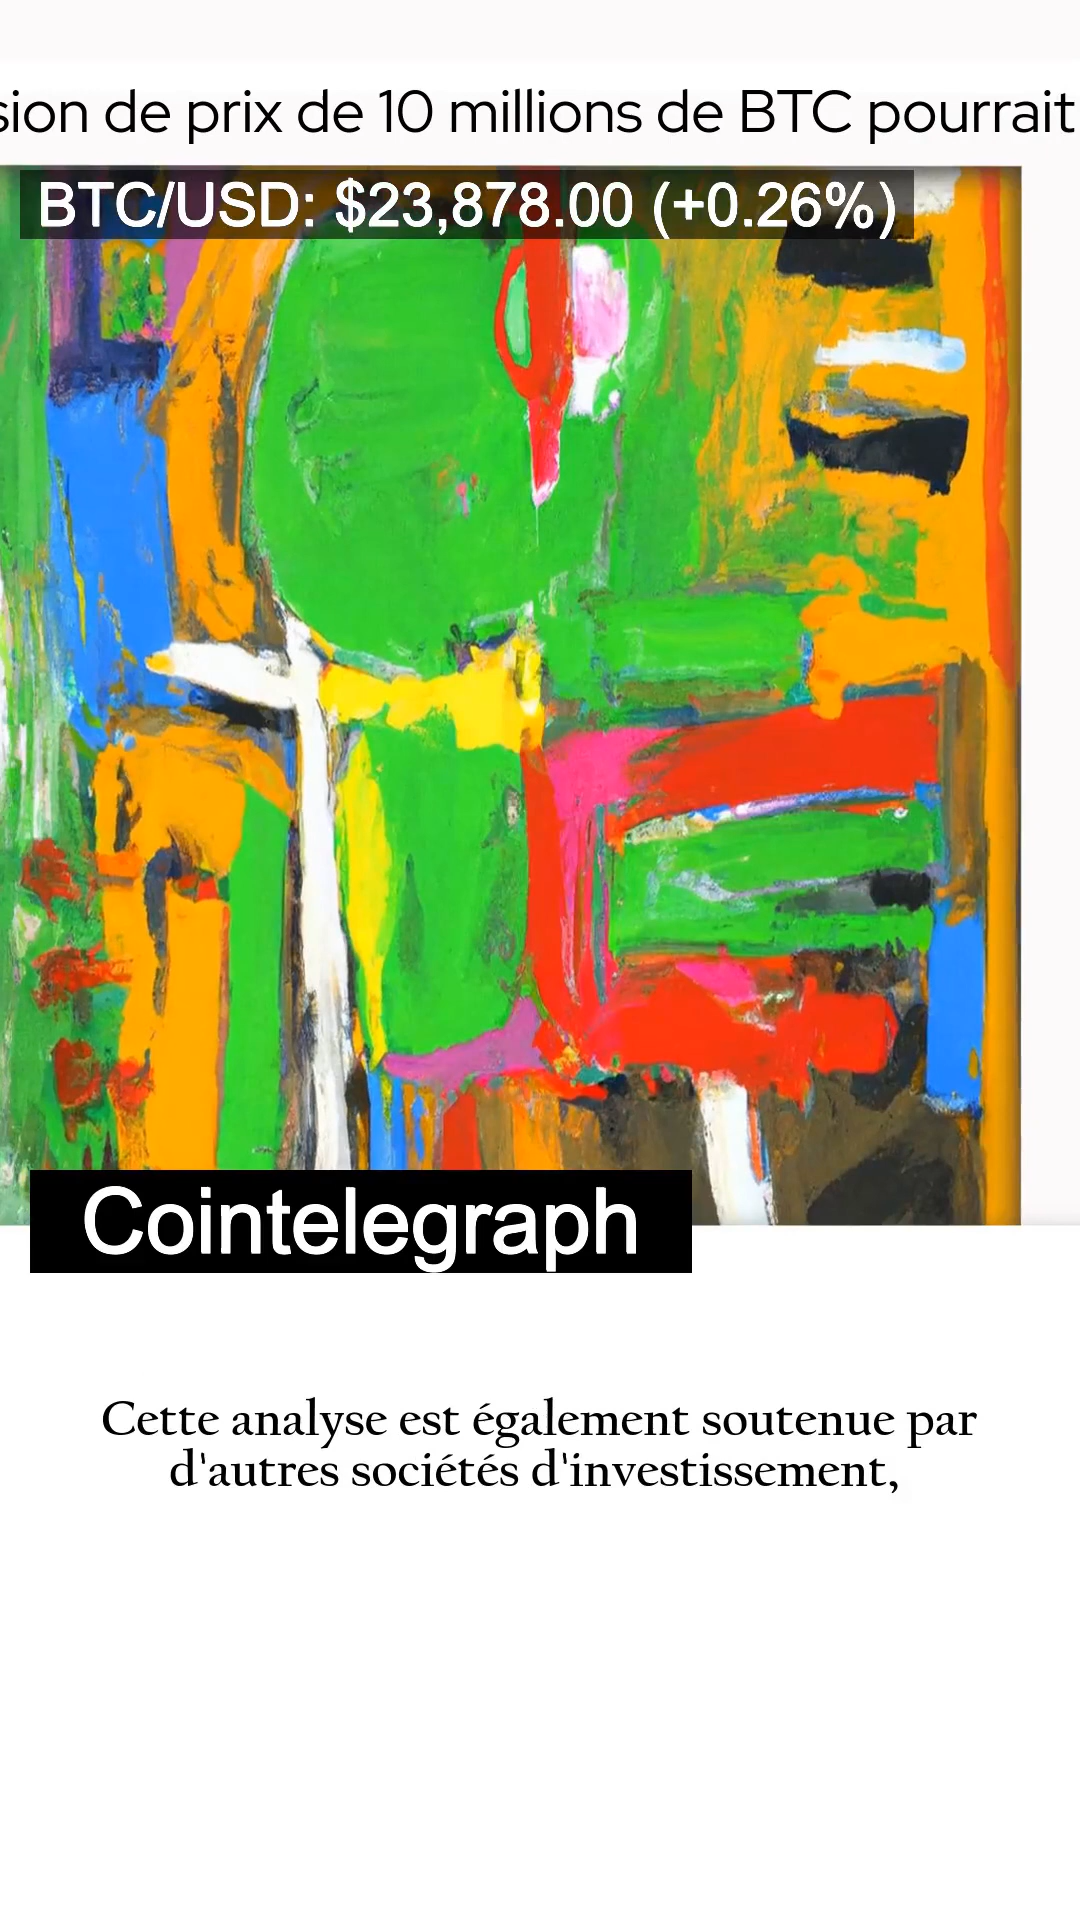 sion de prix de 10 millions de BTC pourrait
BTC/USD: $23,878.00 (+0.26%)
Cointelegraph
Cette analyse est également soutenue par
d'autres sociétés d'investissement,